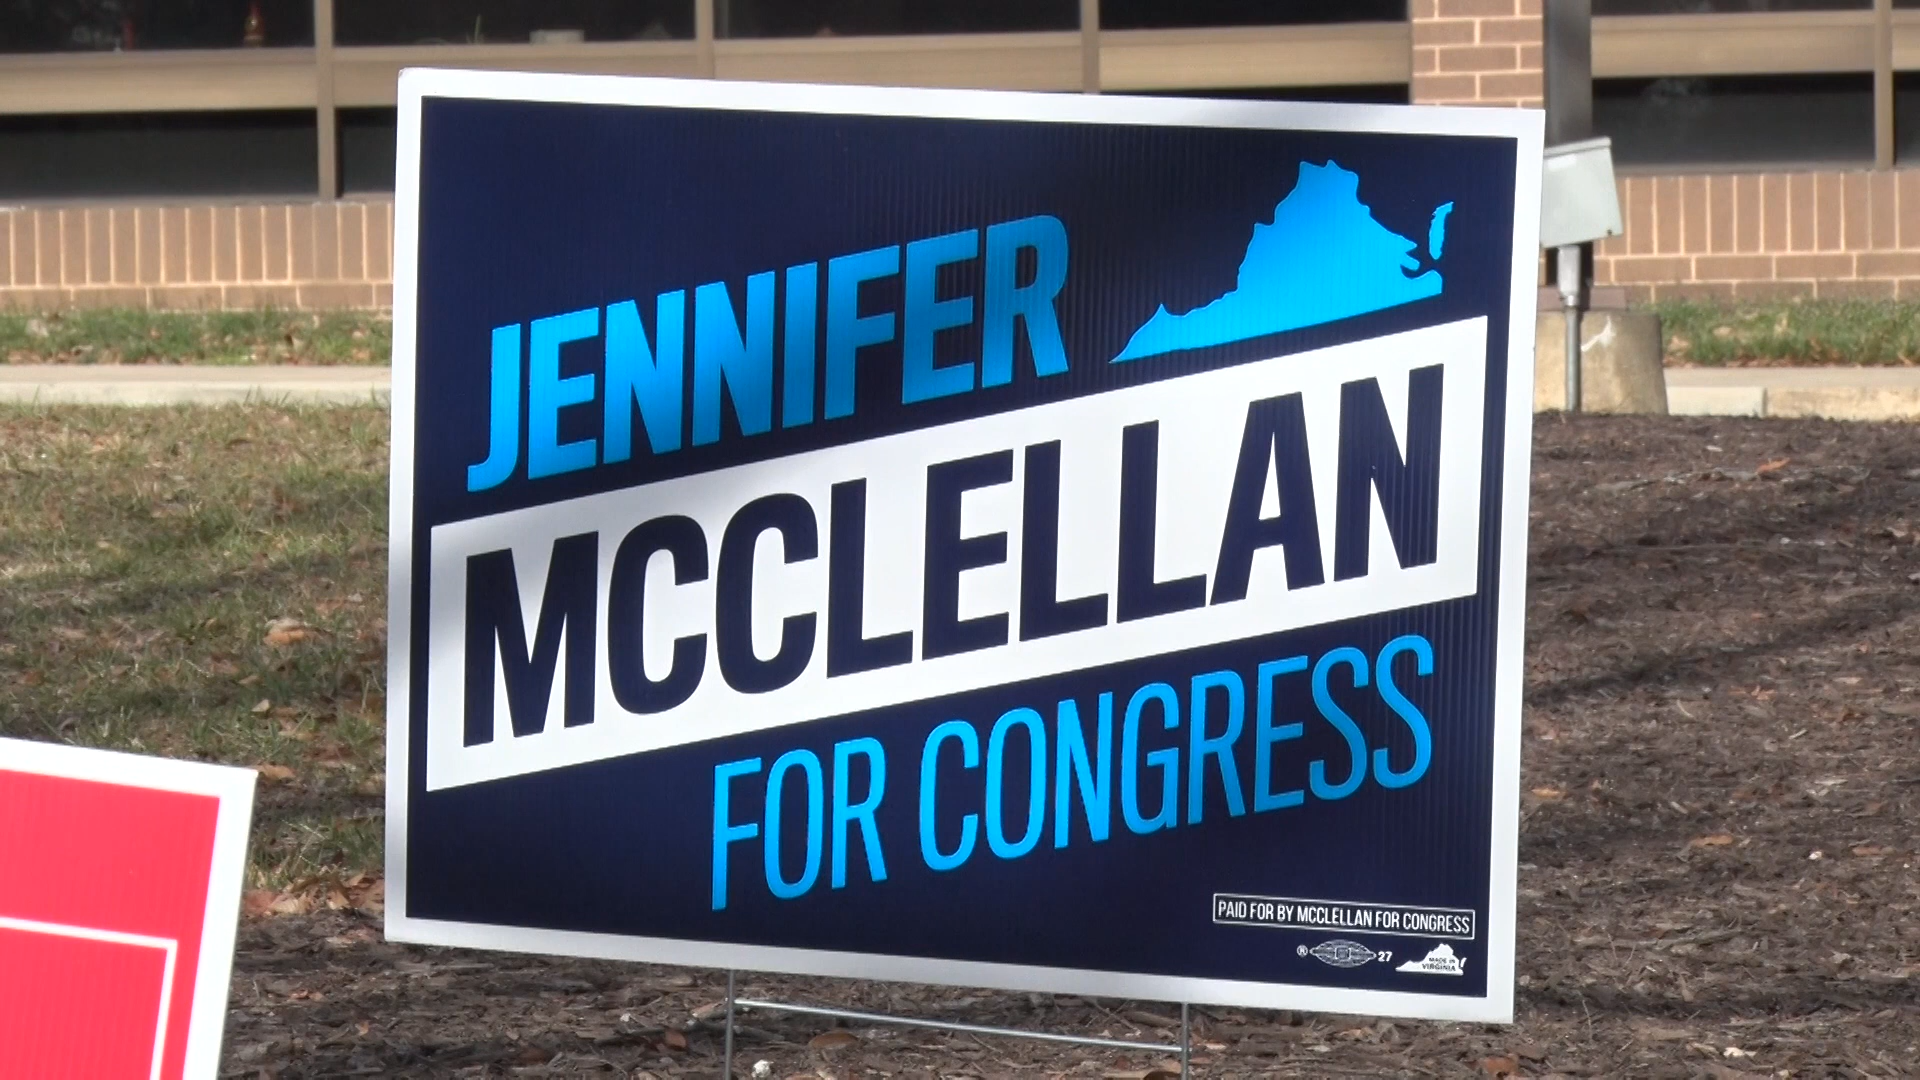 JENNIFER
MCCLELLAN
FOR CONGRESS
PAID FOR BY MCCLELLAN FOR CONGRESS
® 27
MADE IN
VIRGINIA